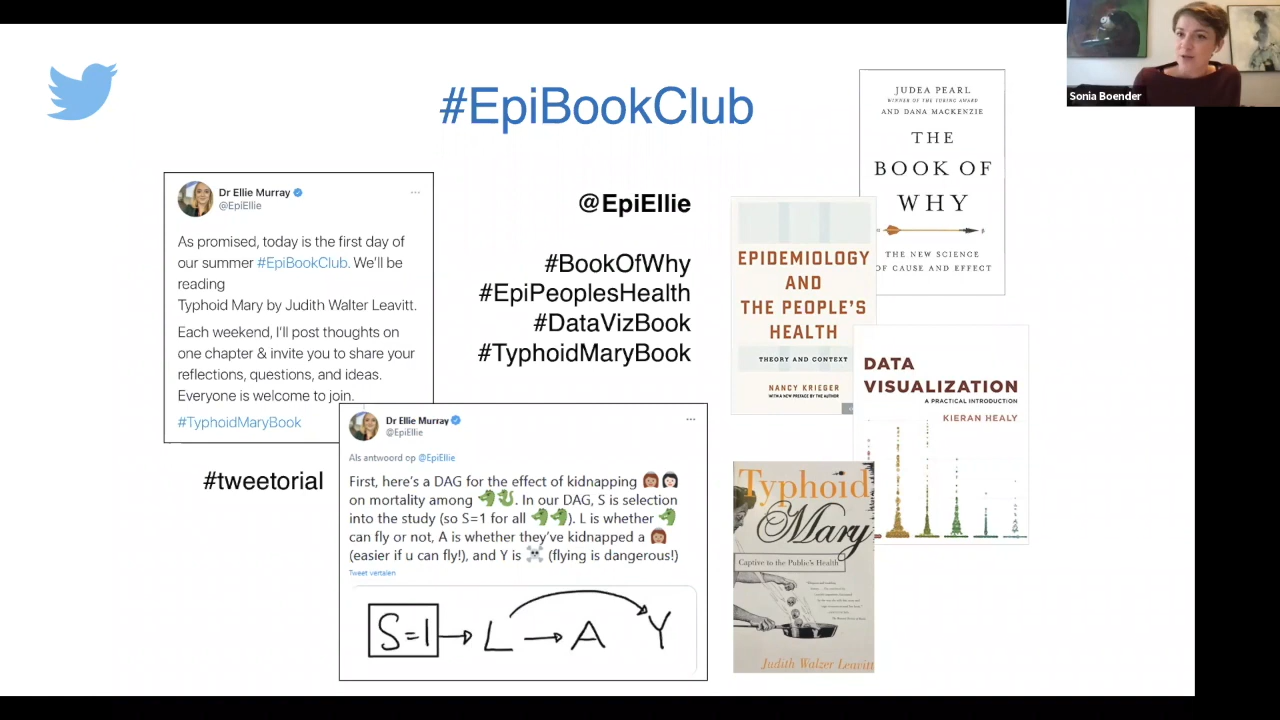 #EpiBookClub
Dr Ellie Murray
@EpiEllie
As promised, today is the first day of
our summer #EpiBookClub. We'll be
reading
Typhoid Mary by Judith Walter Leavitt.
Each weekend, I'll post thoughts on
one chapter & invite you to share your
reflections, questions, and ideas.
Everyone is welcome to join.
#TyphoidMaryBook
@EpiEllie
#BookOfWhy
#EpiPeoplesHealth
#DataVizBook
#TyphoidMaryBook
#tweetorial
Dr Ellie Murray
@EpiEllie
Als antwoord op @EpiEllie
First, here's a DAG for the effect of kidnapping
on mortality among. In our DAG, S is selection
into the study (so S=1 for all). L is whether
can fly or not, A is whether they've kidnapped a
(easier if u can fly!), and Y is (flying is dangerous!)
Tweet vertalen
S=1 L A Y
JUDEA PEARL
WINNER OF THE TURING AWARD
AND DANA MACKENZIE
THE
BOOK OF
WHY
THE NEW SCIENCE
OF CAUSE AND EFFECT
EPIDEMIOLOGY
AND
THE PEOPLE'S
HEALTH
THEORY AND CONTEXT
NANCY KRIEGER
WITH A NEW PREFACE BY THE AUTHOR
DATA
VISUALIZATION
A PRACTICAL INTRODUCTION
KIERAN HEALY
Typhoid
Mary
Captive to the Public's Health
Judith Walzer Leavitt
Sonia Boender